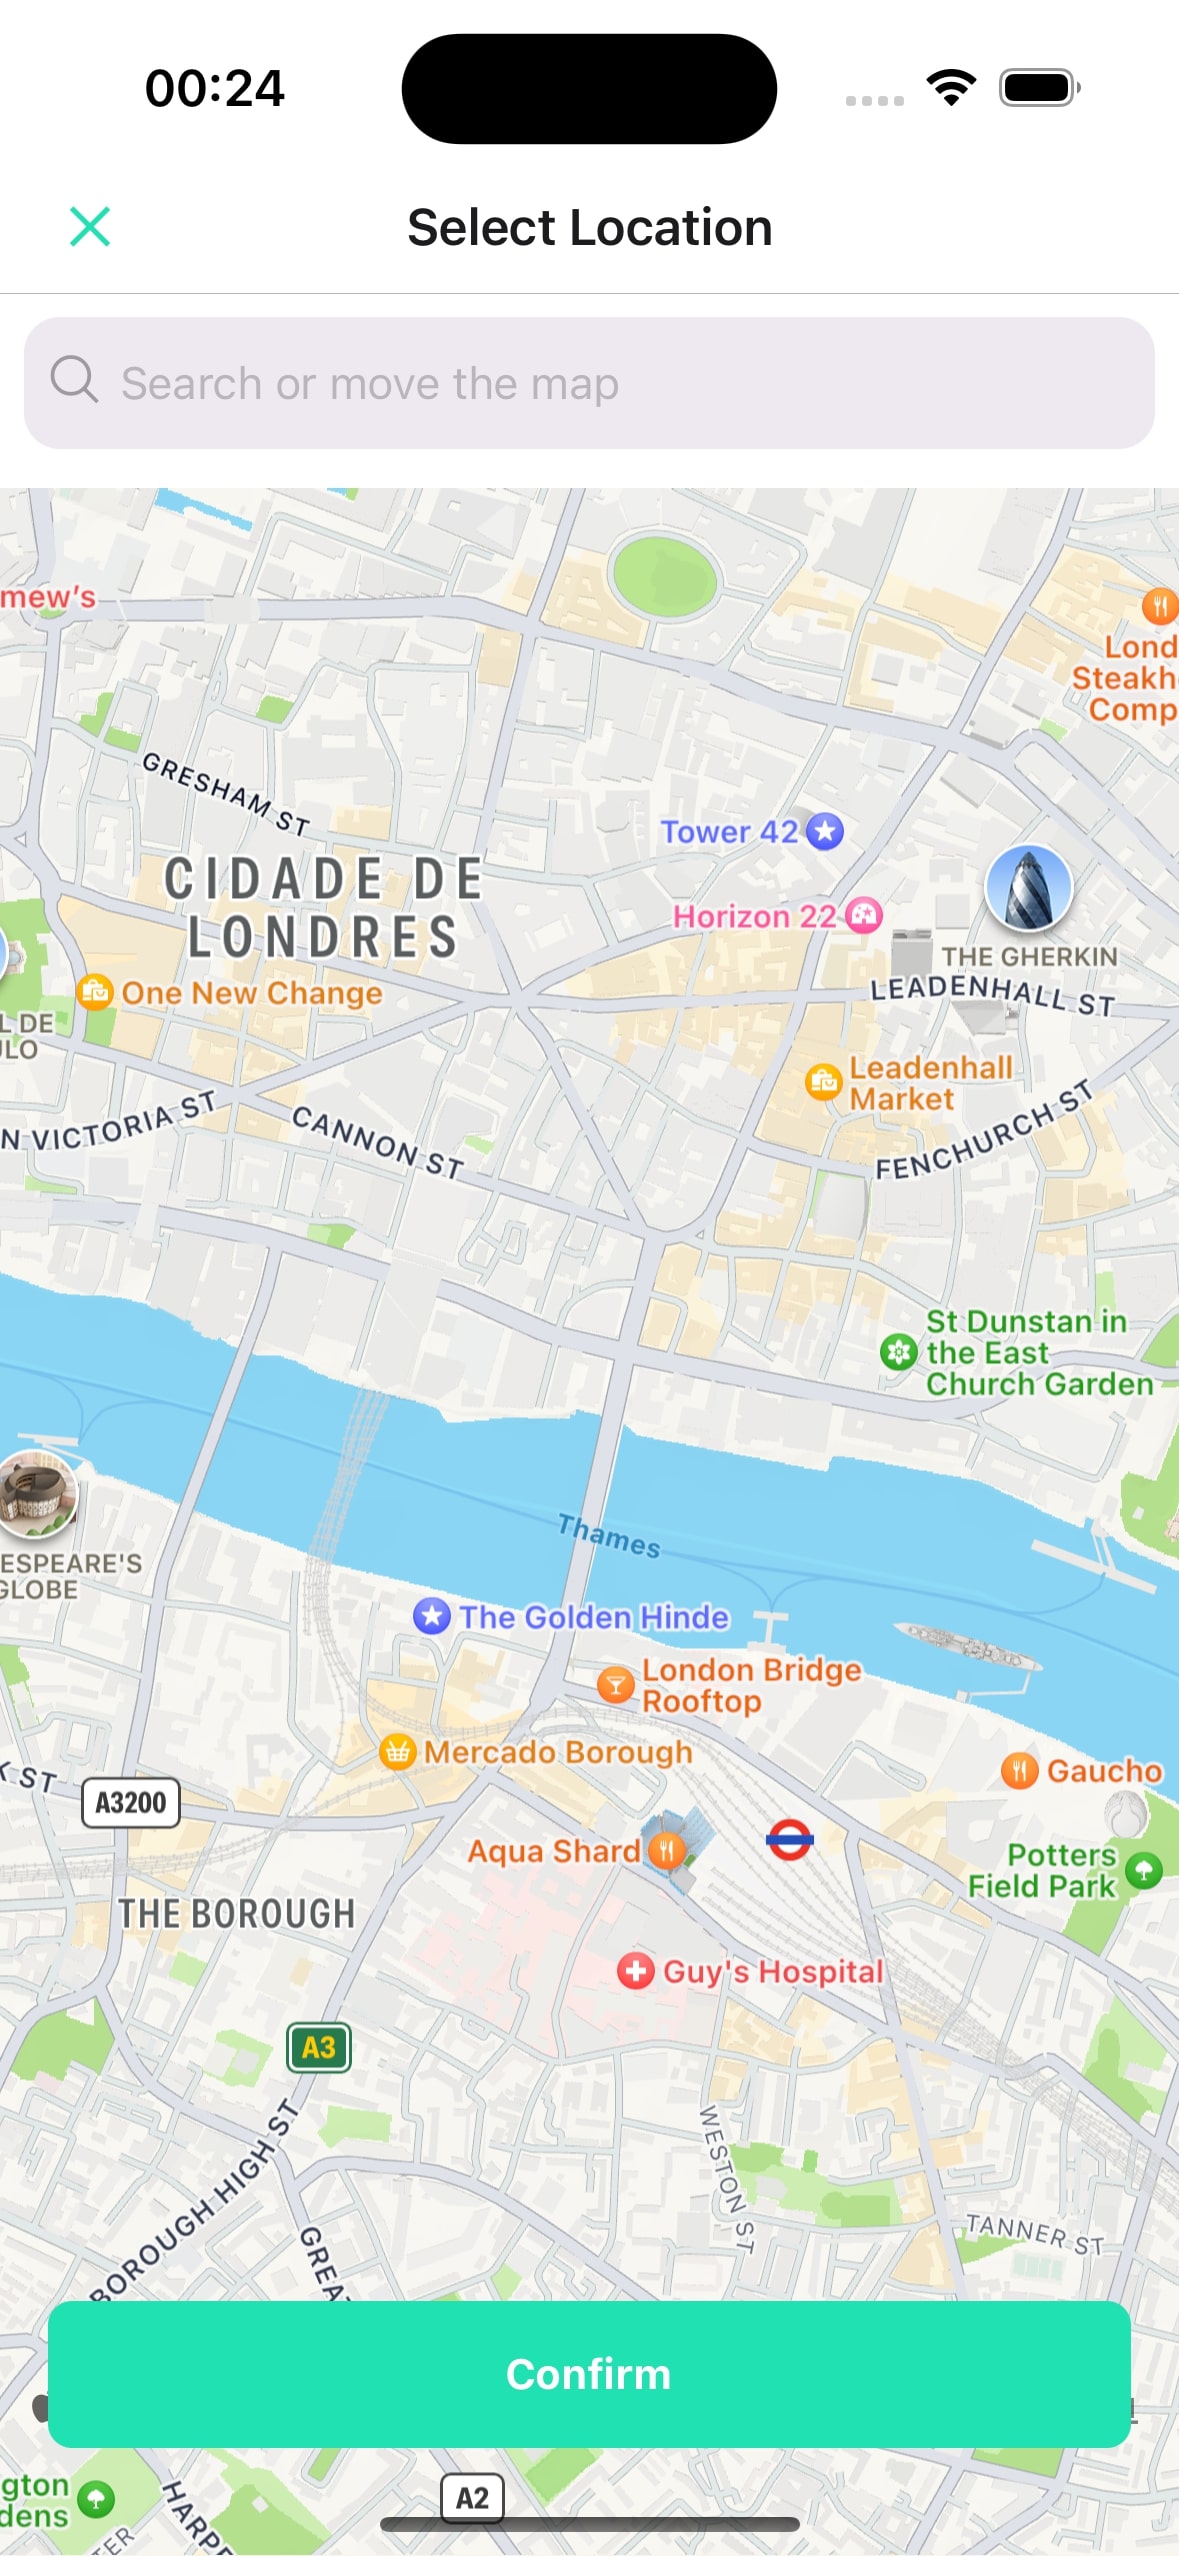 00:24
Select Location
Search or move the map
mew's
Lond
Steakh
Comp
GRESHAM ST
Tower 42
CIDADE DE
LONDRES
Horizon 22
THE GHERKIN
One New Change
LEADENHALL ST
L DE
LO
Leadenhall
Market
N VICTORIA ST
CANNON ST
FENCHURCH ST
St Dunstan in
the East
Church Garden
Thames
ESPEARE'S
GLOBE
The Golden Hinde
London Bridge
Rooftop
Mercado Borough
Gaucho
K ST
A3200
Aqua Shard
Potters
Field Park
THE BOROUGH
Guy's Hospital
A3
WESTON ST
BOROUGH HIGH ST
TANNER ST
GREA
Confirm
gton
dens
A2
HARPE
TER